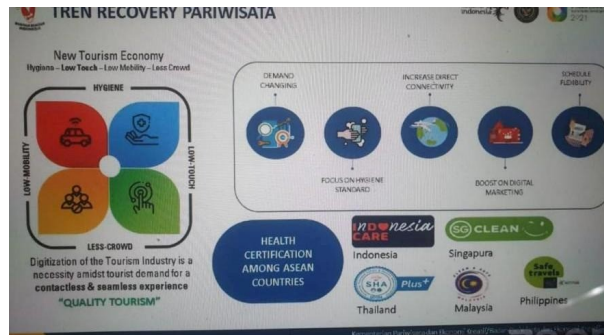 TREN RECOVERY PARIWISATA
indonesia
2021
New Tourism Economy
Hygiene – Low Touch – Low Mobility – Less Crowd
HYGIENE
LOW-MOBILITY
LOW-TOUCH
LESS-CROWD
Digitization of the Tourism Industry is a
necessity amidst tourist demand for a
contactless & seamless experience
"QUALITY TOURISM"
DEMAND
CHANGING
INCREASE DIRECT
CONNECTIVITY
SCHEDULE
FLEXIBILITY
FOCUS ON HYGIENE
STANDARD
BOOST ON DIGITAL
MARKETING
HEALTH
CERTIFICATION
AMONG ASEAN
COUNTRIES
INDONESIA
CARE
Indonesia
SG CLEAN
Singapura
SHA Plus+
Thailand
Malaysia
Safe
travels
Philippines